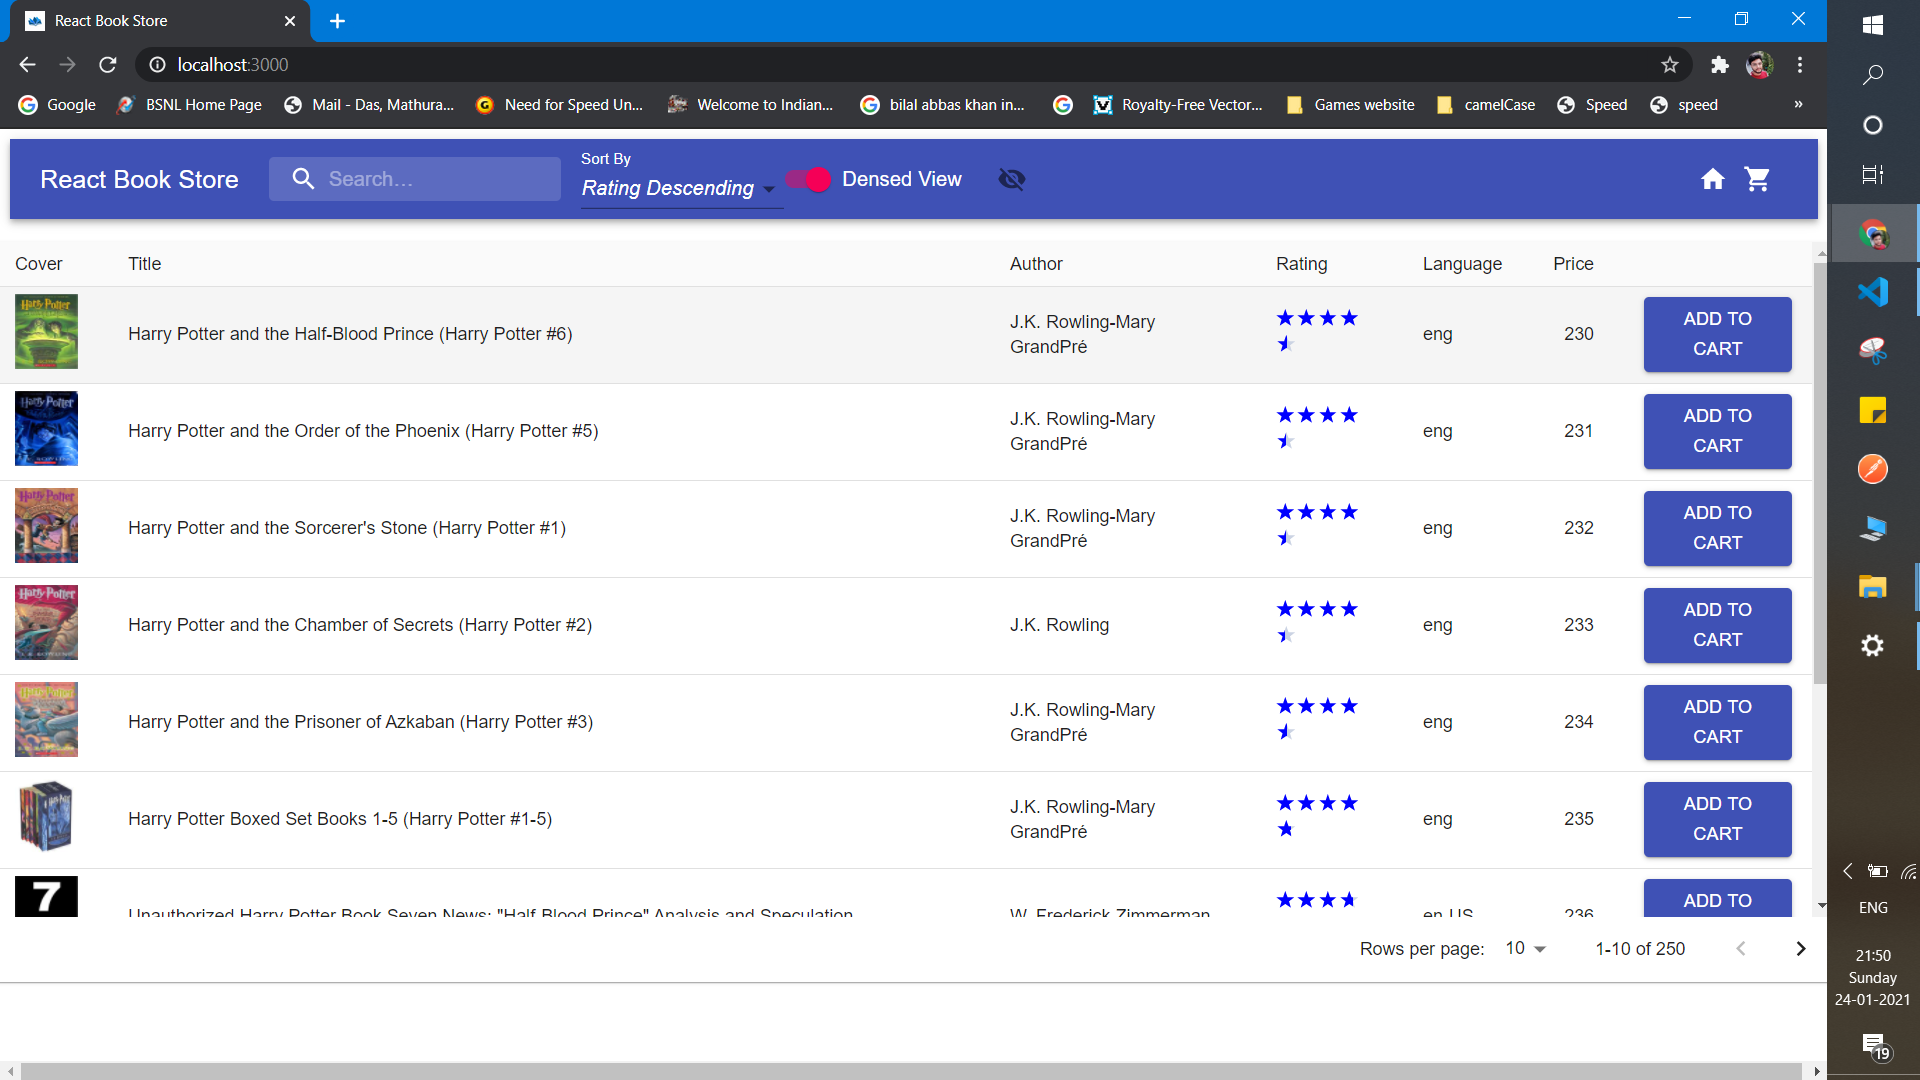 React Book Store
localhost:3000
Google
BSNL Home Page
Mail - Das, Mathura...
Need for Speed Un...
Welcome to Indian...
bilal abbas khan in...
Royalty-Free Vector...
Games website
camelCase
Speed
speed
»
React Book Store
Search...
Sort By
Rating Descending
Densed View
Cover Title Author Rating Language Price
Harry Potter and the Half-Blood Prince (Harry Potter #6)
J.K. Rowling-Mary
GrandPré
eng
230
ADD TO
CART
Harry Potter and the Order of the Phoenix (Harry Potter #5)
J.K. Rowling-Mary
GrandPré
eng
231
ADD TO
CART
Harry Potter and the Sorcerer's Stone (Harry Potter #1)
J.K. Rowling-Mary
GrandPré
eng
232
ADD TO
CART
Harry Potter and the Chamber of Secrets (Harry Potter #2)
J.K. Rowling
eng
233
ADD TO
CART
Harry Potter and the Prisoner of Azkaban (Harry Potter #3)
J.K. Rowling-Mary
GrandPré
eng
234
ADD TO
CART
Harry Potter Boxed Set Books 1-5 (Harry Potter #1-5)
J.K. Rowling-Mary
GrandPré
eng
235
ADD TO
CART
7
Unauthorized Harry Potter Book Seven News: "Half-Blood Prince" Analysis and Speculation
W. Frederick Zimmerman
en-US
236
ADD TO
Rows per page: 10 1-10 of 250
ENG
21:50
Sunday
24-01-2021
19